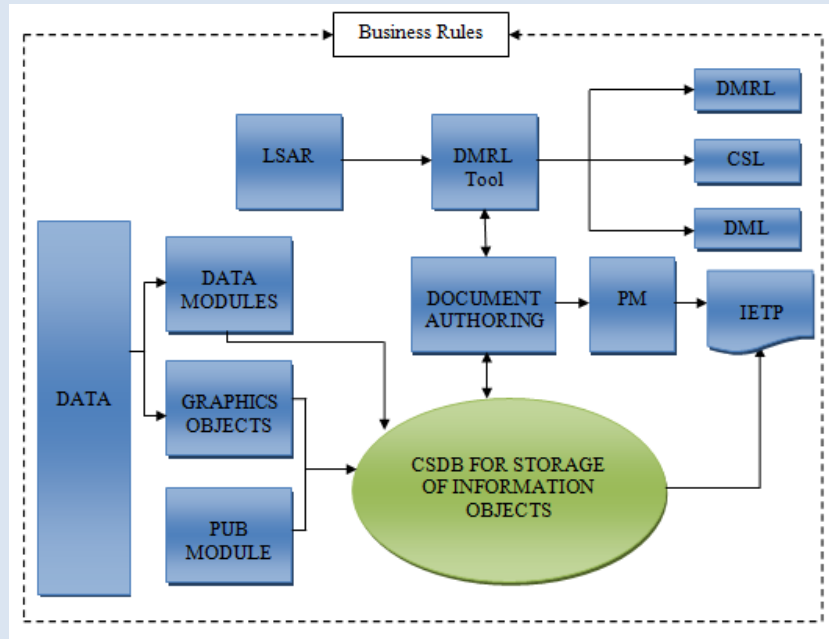 Business Rules
DMRL
LSAR
DMRL
Tool
CSL
DML
DATA
MODULES
DOCUMENT
AUTHORING
PM
IETP
DATA
GRAPHICS
OBJECTS
CSDB FOR STORAGE
OF INFORMATION
OBJECTS
PUB
MODULE